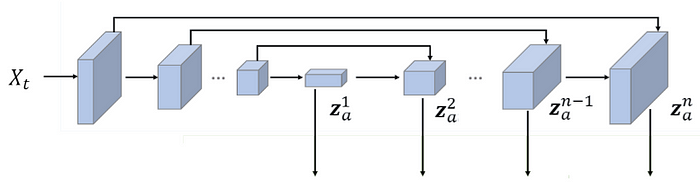 X_t
...
...
z_a^1
z_a^2
z_a^{n-1}
z_a^n